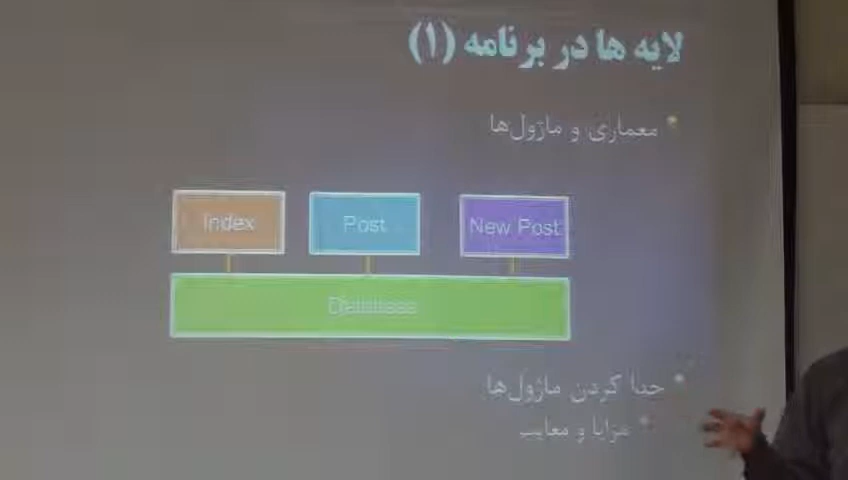 لایه ها در برنامه (۱)
معماری و ماژول‌ها
Index
Post
New Post
Database
جدا کردن ماژول‌ها
مزایا و معایب